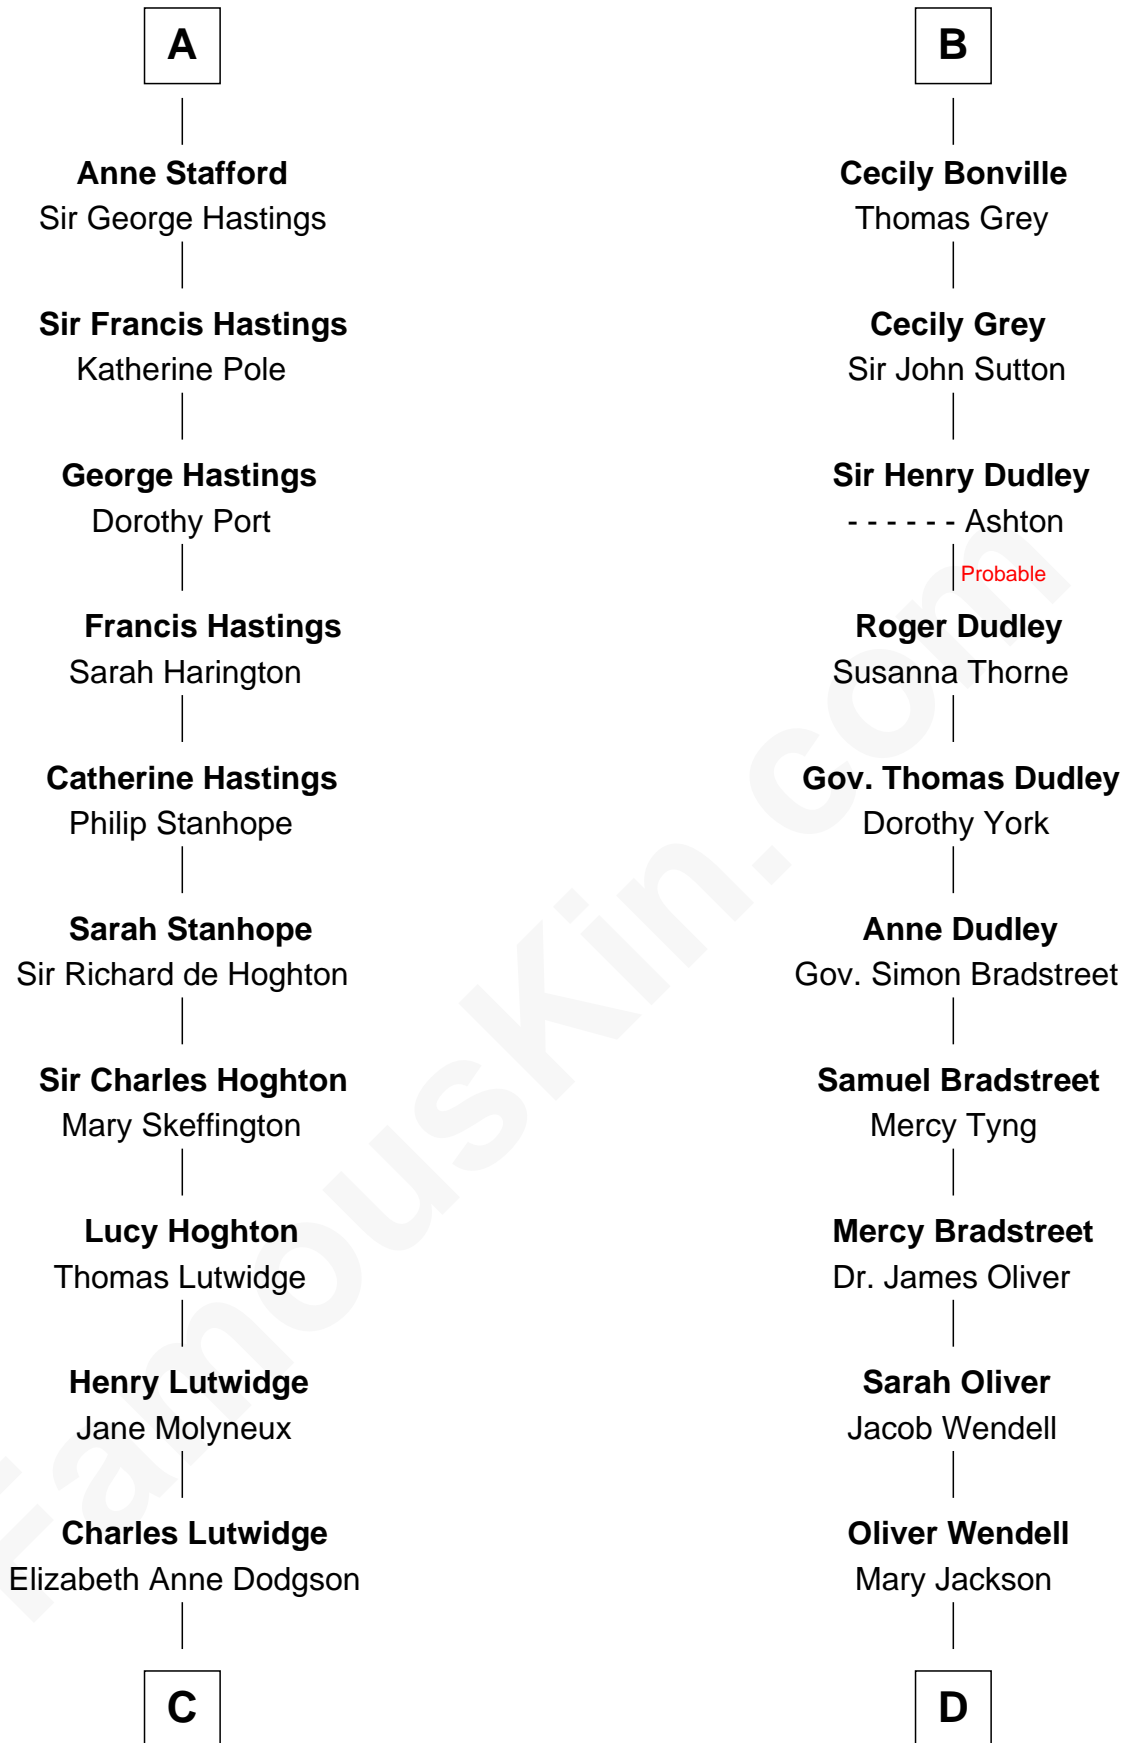 A
Anne Stafford
Sir George Hastings
Sir Francis Hastings
Katherine Pole
George Hastings
Dorothy Port
Francis Hastings
Sarah Harington
Catherine Hastings
Philip Stanhope
Sarah Stanhope
Sir Richard de Hoghton
Sir Charles Hoghton
Mary Skeffington
Lucy Hoghton
Thomas Lutwidge
Henry Lutwidge
Jane Molyneux
Charles Lutwidge
Elizabeth Anne Dodgson
C
B
Cecily Bonville
Thomas Grey
Cecily Grey
Sir John Sutton
Sir Henry Dudley
- - - - - - Ashton
Probable
Roger Dudley
Susanna Thorne
Gov. Thomas Dudley
Dorothy York
Anne Dudley
Gov. Simon Bradstreet
Samuel Bradstreet
Mercy Tyng
Mercy Bradstreet
Dr. James Oliver
Sarah Oliver
Jacob Wendell
Oliver Wendell
Mary Jackson
D
FamousKin.com